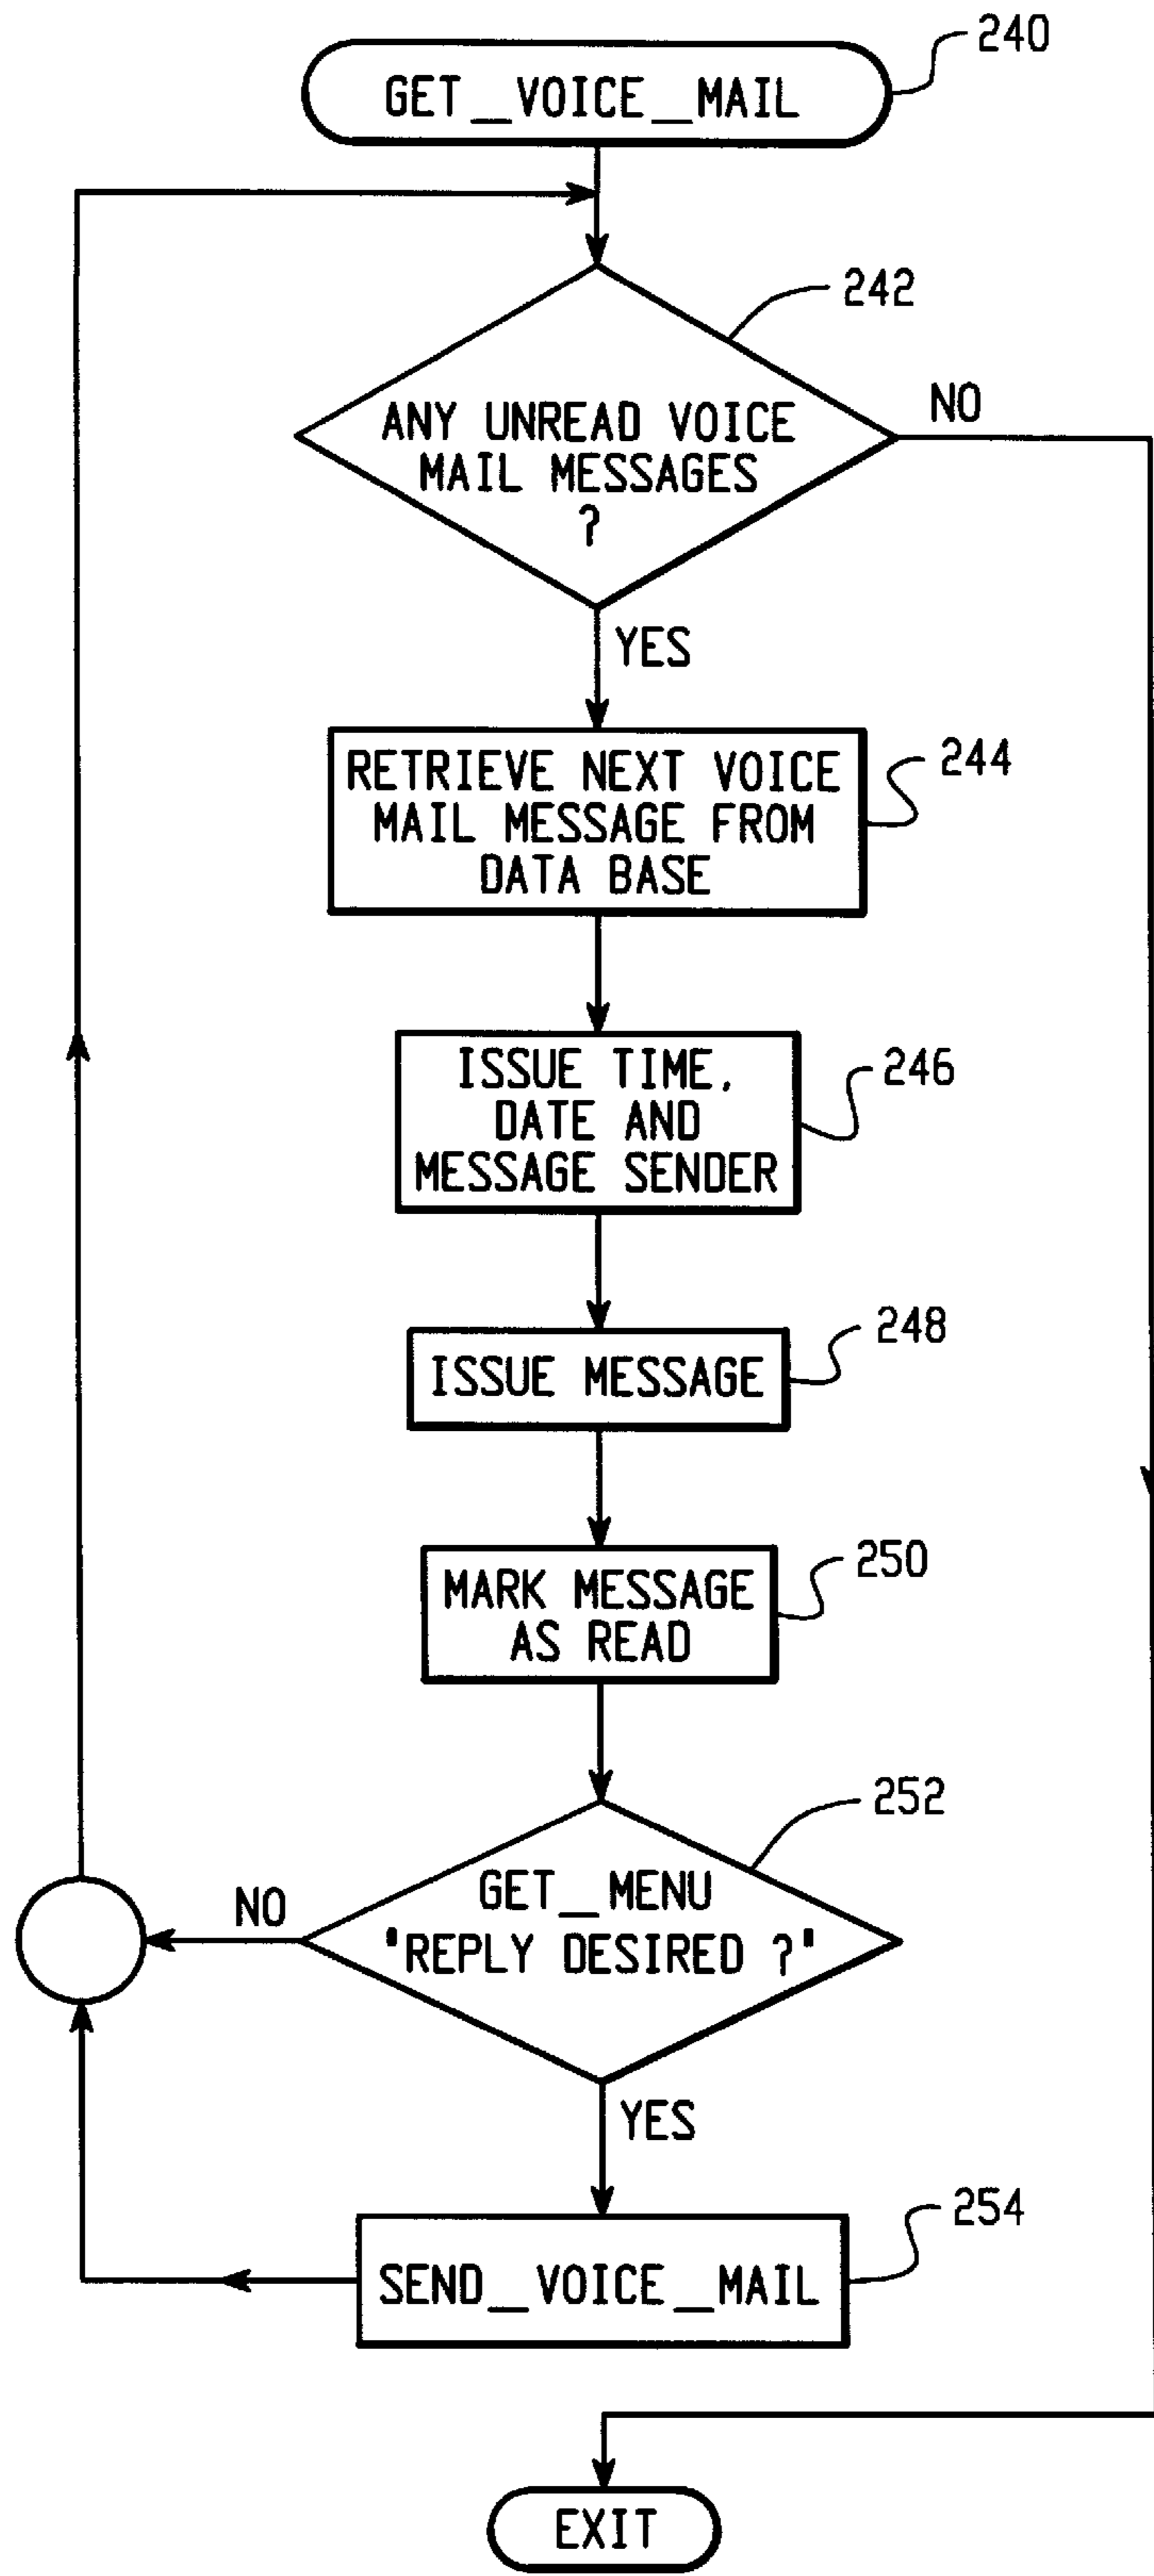 240
GET_VOICE_MAIL
242
ANY UNREAD VOICE
MAIL MESSAGES
?
NO
YES
244
RETRIEVE NEXT VOICE
MAIL MESSAGE FROM
DATA BASE
246
ISSUE TIME,
DATE AND
MESSAGE SENDER
248
ISSUE MESSAGE
250
MARK MESSAGE
AS READ
252
GET_MENU
"REPLY DESIRED ?"
NO
YES
254
SEND_VOICE_MAIL
EXIT